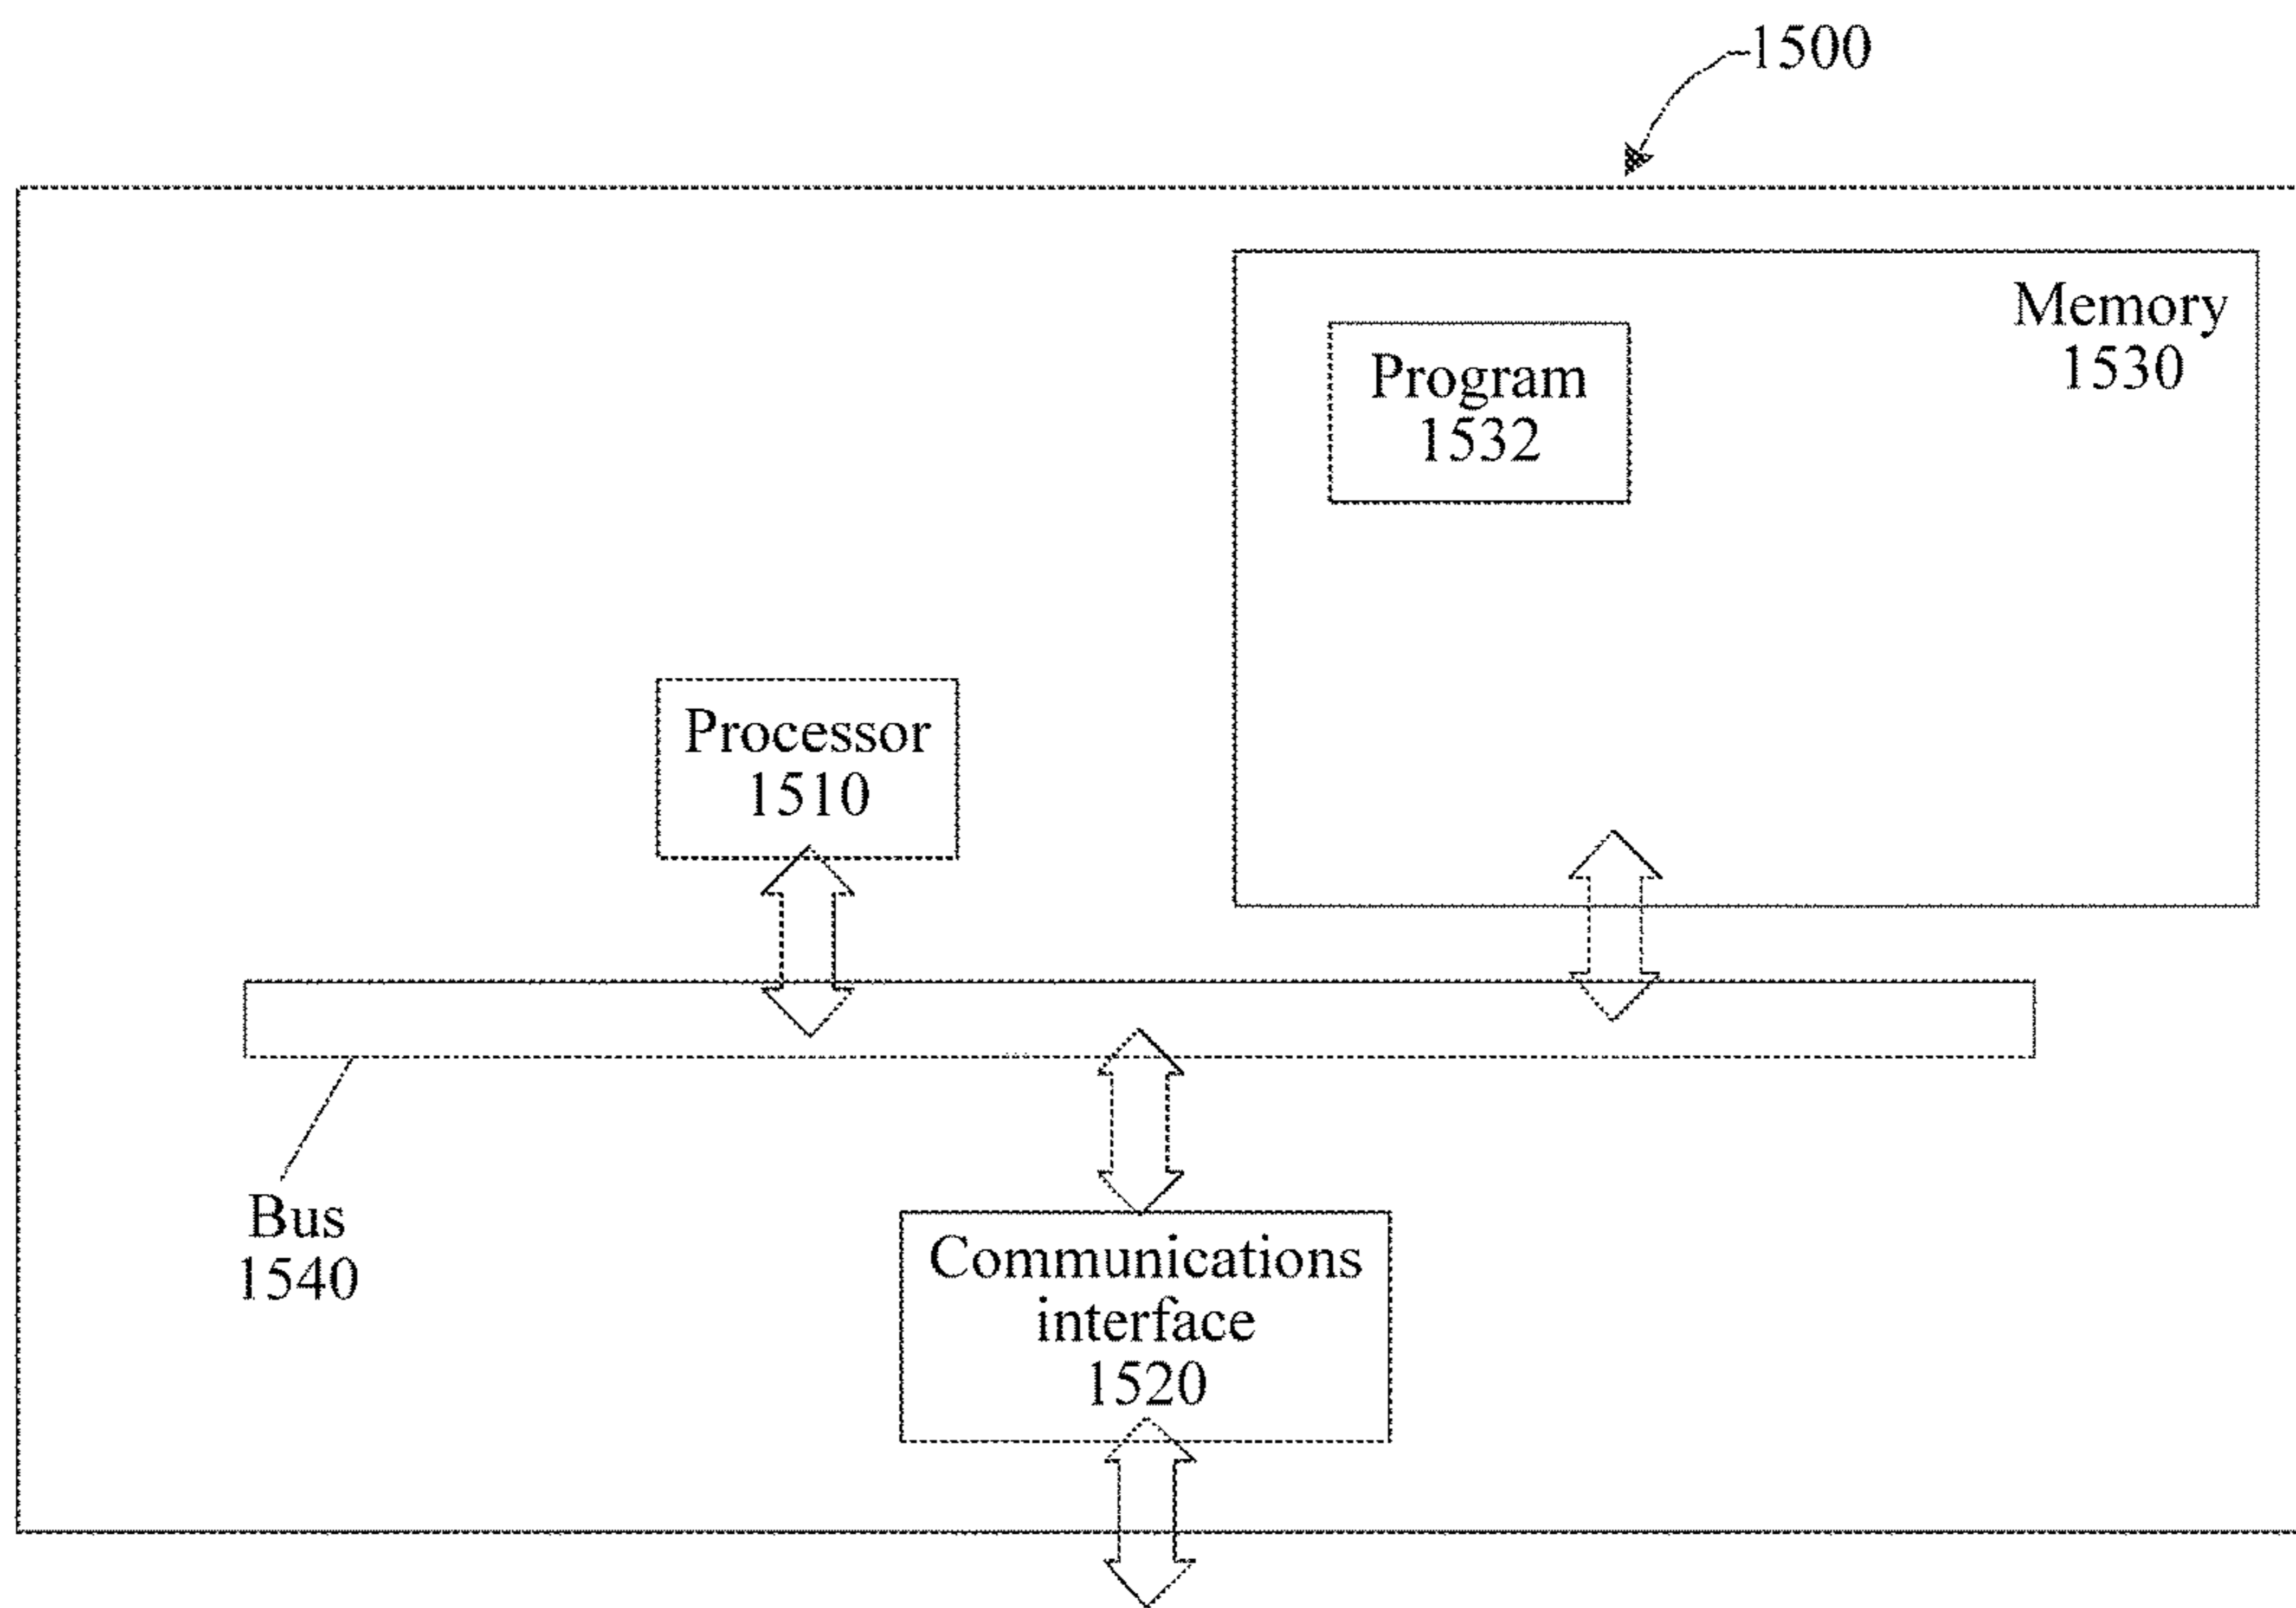 1500
Memory
1530
Program
1532
Processor
1510
Bus
1540
Communications
interface
1520